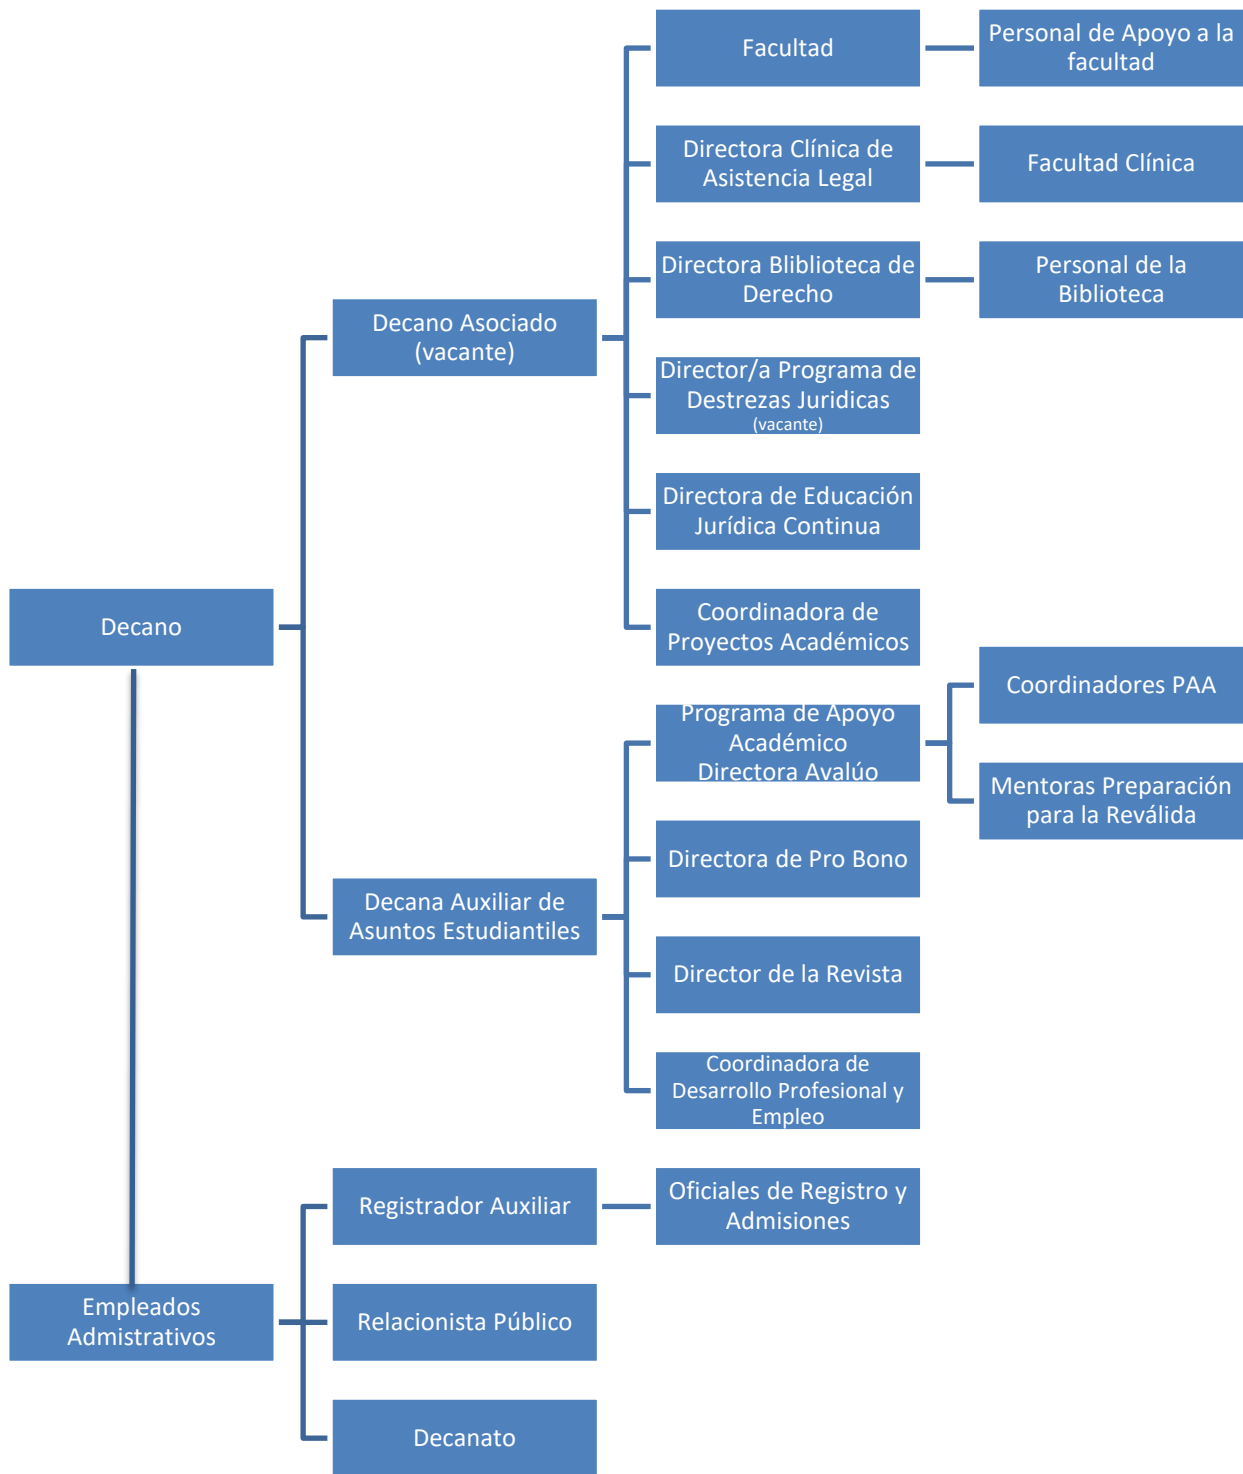 Facultad
Personal de Apoyo a la
facultad
Directora Clínica de
Asistencia Legal
Facultad Clínica
Directora Bliblioteca de
Derecho
Personal de la
Biblioteca
Decano Asociado
(vacante)
Director/a Programa de
Destrezas Juridicas
(vacante)
Directora de Educación
Jurídica Continua
Decano
Coordinadora de
Proyectos Académicos
Programa de Apoyo
Académico
Directora Avalúo
Coordinadores PAA
Mentoras Preparación
para la Reválida
Directora de Pro Bono
Decana Auxiliar de
Asuntos Estudiantiles
Director de la Revista
Coordinadora de
Desarrollo Profesional y
Empleo
Registrador Auxiliar
Oficiales de Registro y
Admisiones
Empleados
Admistrativos
Relacionista Público
Decanato